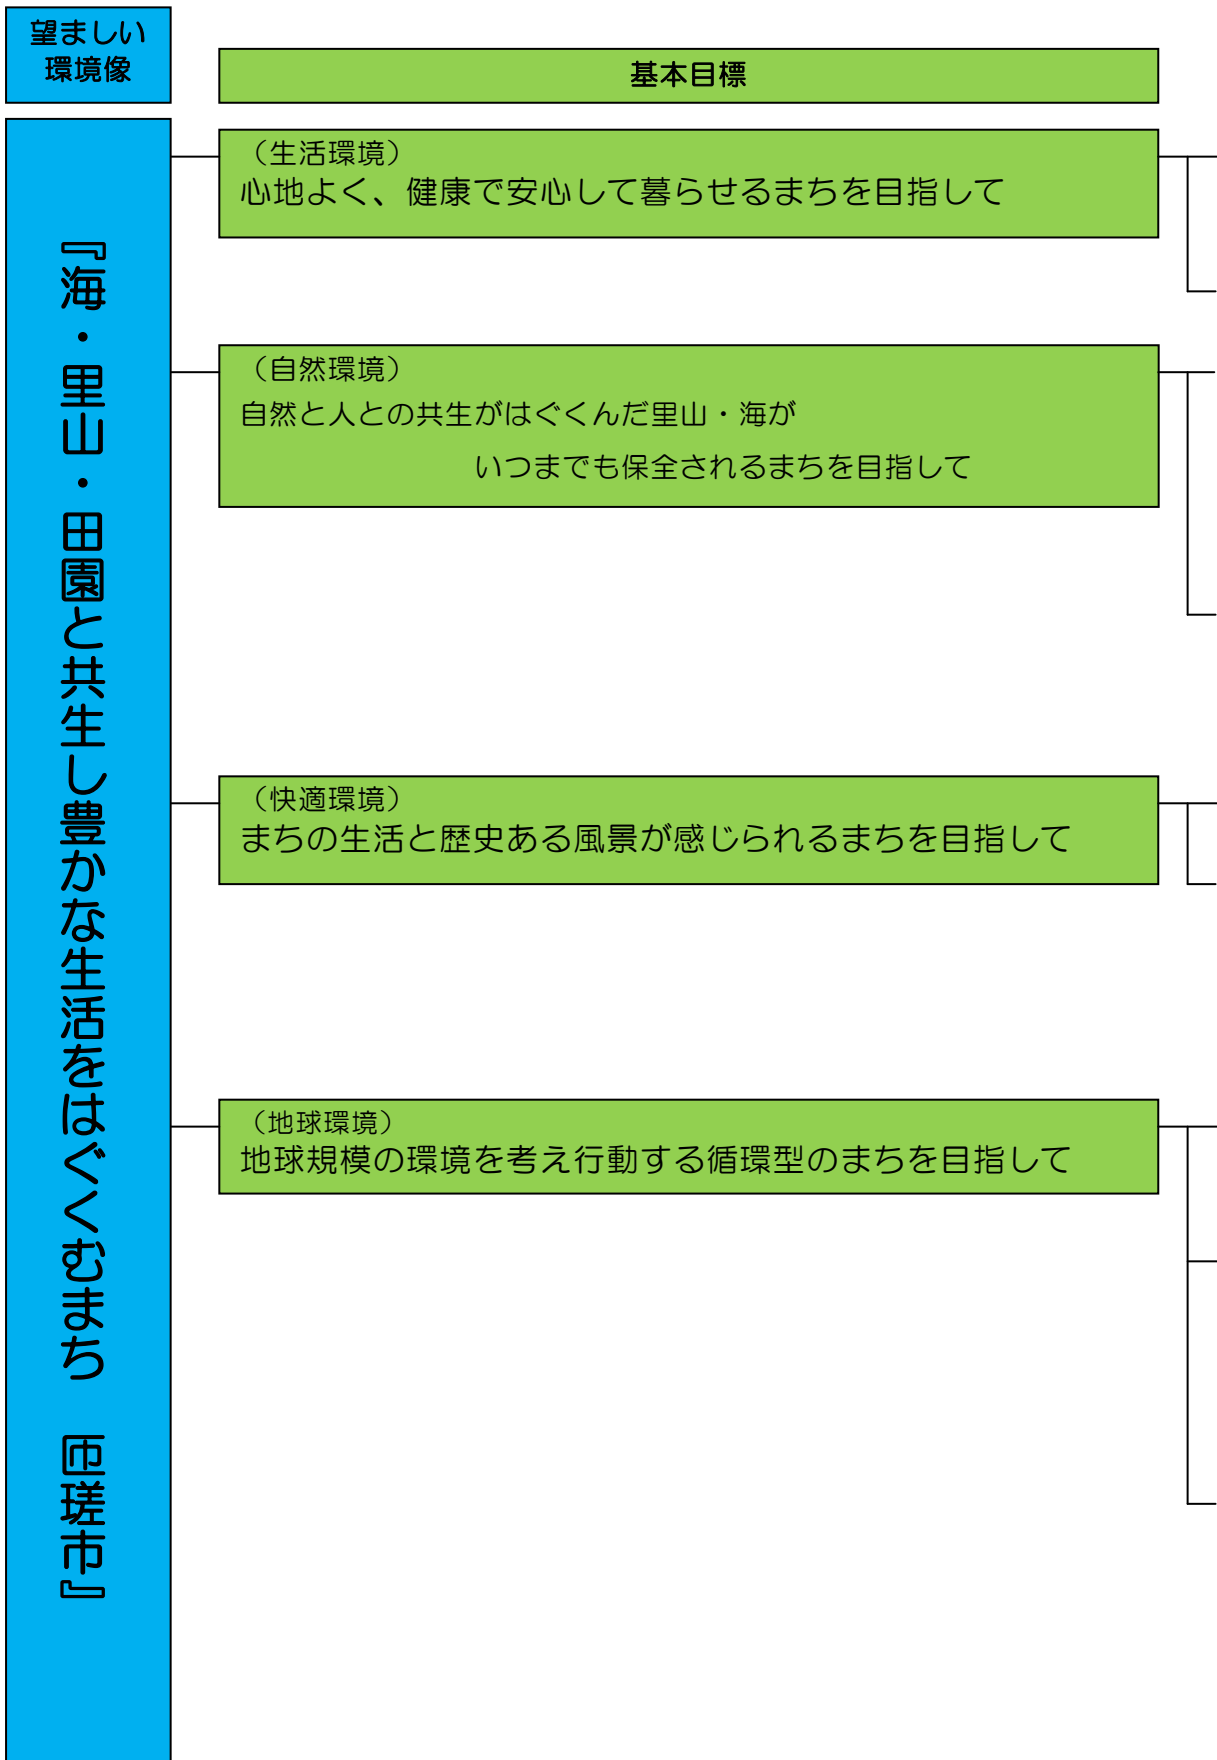 望ましい
環境像
基本目標
『海・里山・田園と共生し豊かな生活をはぐくむまち　匝瑳市』
（生活環境）
心地よく、健康で安心して暮らせるまちを目指して
（自然環境）
自然と人との共生がはぐくんだ里山・海が
いつまでも保全されるまちを目指して
（快適環境）
まちの生活と歴史ある風景が感じられるまちを目指して
（地球環境）
地球規模の環境を考え行動する循環型のまちを目指して